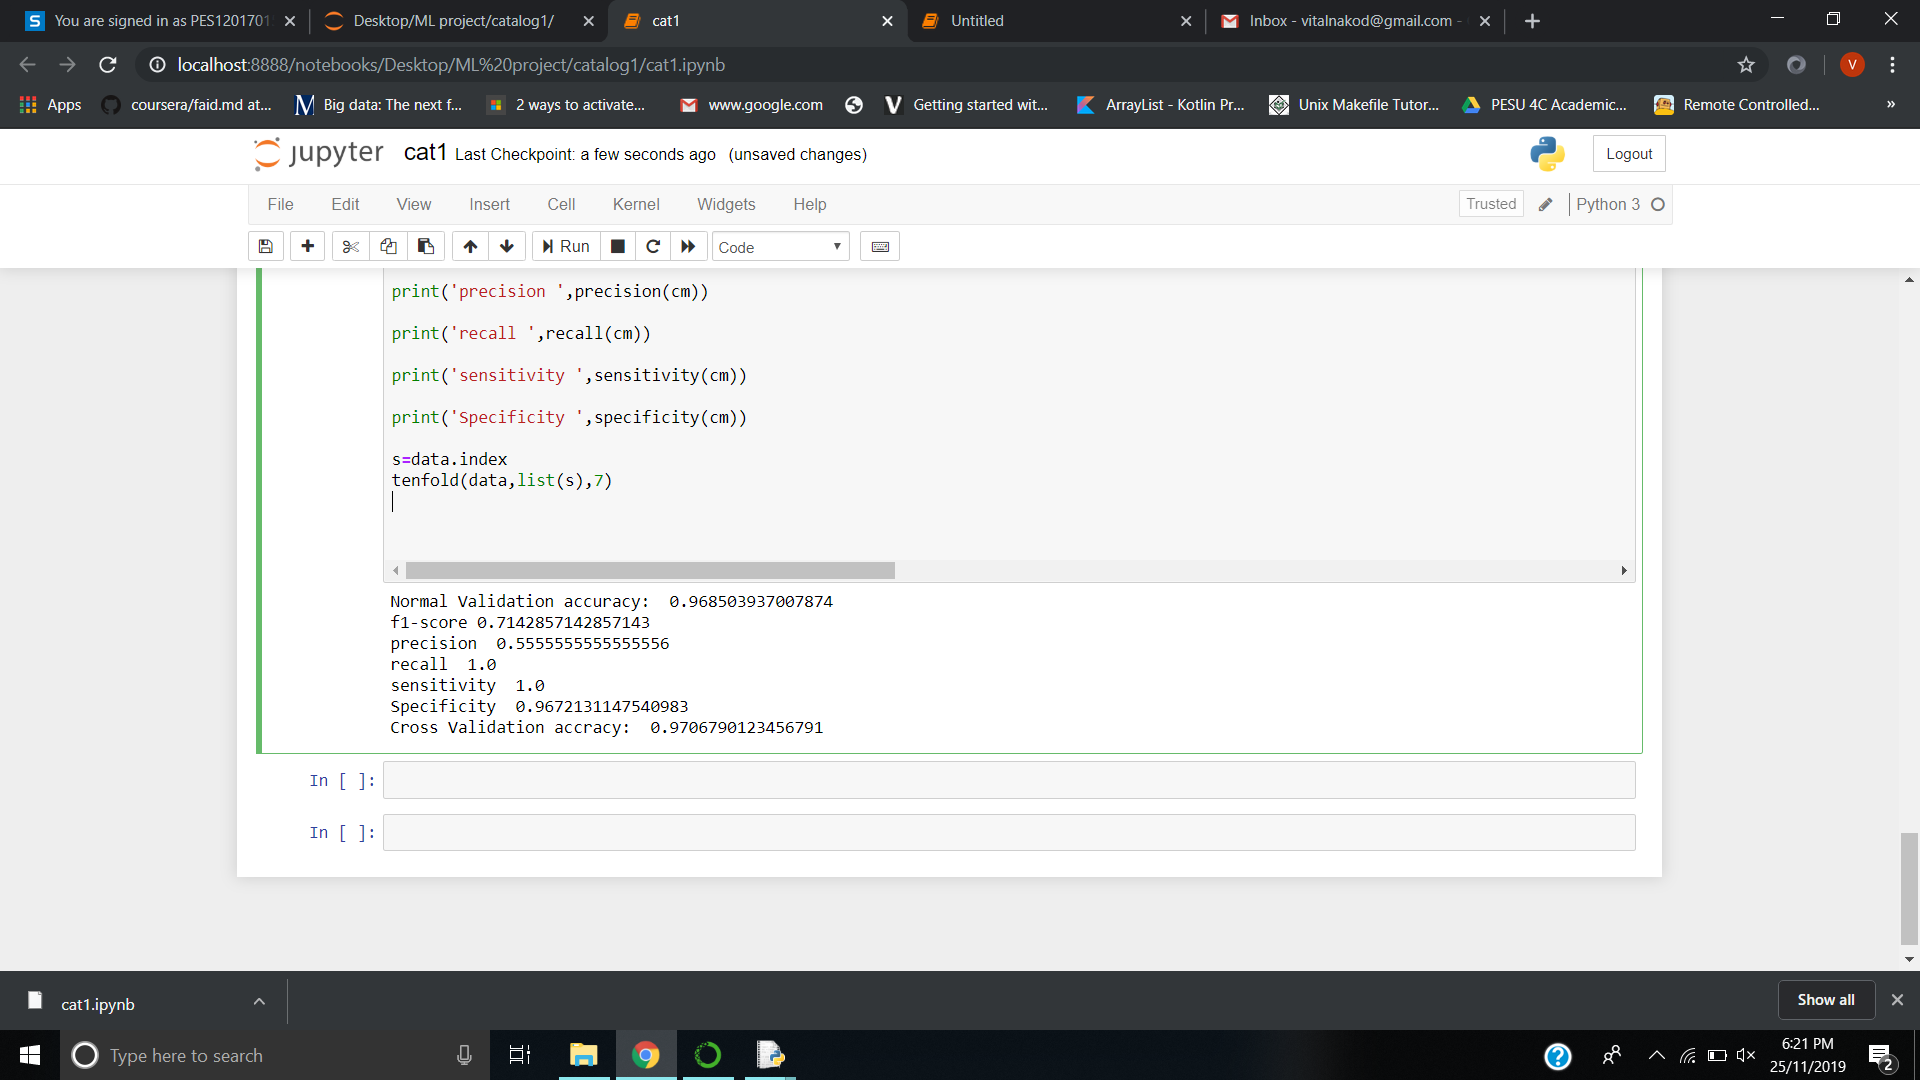 You are signed in as PES1201701
Desktop/ML project/catalog1/
cat1
Untitled
Inbox - vitalnakod@gmail.com -
localhost:8888/notebooks/Desktop/ML%20project/catalog1/cat1.ipynb
V
Apps
coursera/faid.md at...
Big data: The next f...
2 ways to activate...
www.google.com
Getting started wit...
ArrayList - Kotlin Pr...
Unix Makefile Tutor...
PESU 4C Academic...
Remote Controlled...
»
jupyter cat1 Last Checkpoint: a few seconds ago (unsaved changes)
Logout
File Edit View Insert Cell Kernel Widgets Help
Trusted Python 3
Run Code
print('precision ',precision(cm))
print('recall ',recall(cm))
print('sensitivity ',sensitivity(cm))
print('Specificity ',specificity(cm))
s=data.index
tenfold(data,list(s),7)
Normal Validation accuracy:  0.968503937007874
f1-score 0.7142857142857143
precision  0.5555555555555556
recall  1.0
sensitivity  1.0
Specificity  0.9672131147540983
Cross Validation accracy:  0.9706790123456791
In [ ]:
In [ ]:
cat1.ipynb
Show all
Type here to search
6:21 PM
25/11/2019
2